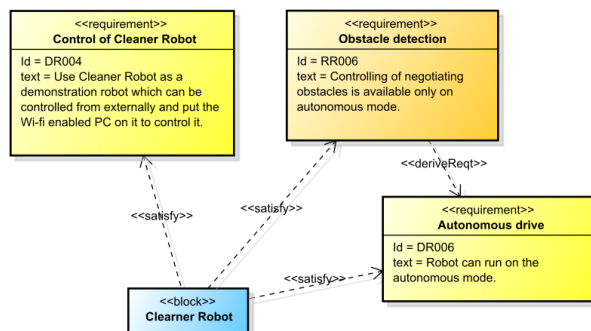 <<requirement>>
Control of Cleaner Robot
Id = DR004
text = Use Cleaner Robot as a
demonstration robot which can be
controlled from externally and put the
Wi-fi enabled PC on it to control it.
<<requirement>>
Obstacle detection
Id = RR006
text = Controlling of negotiating
obstacles is available only on
autonomous mode.
<<deriveReqt>>
<<satisfy>>
<<satisfy>>
<<requirement>>
Autonomous drive
Id = DR006
text = Robot can run on the
autonomous mode.
<<satisfy>>
<<block>>
Clearner Robot